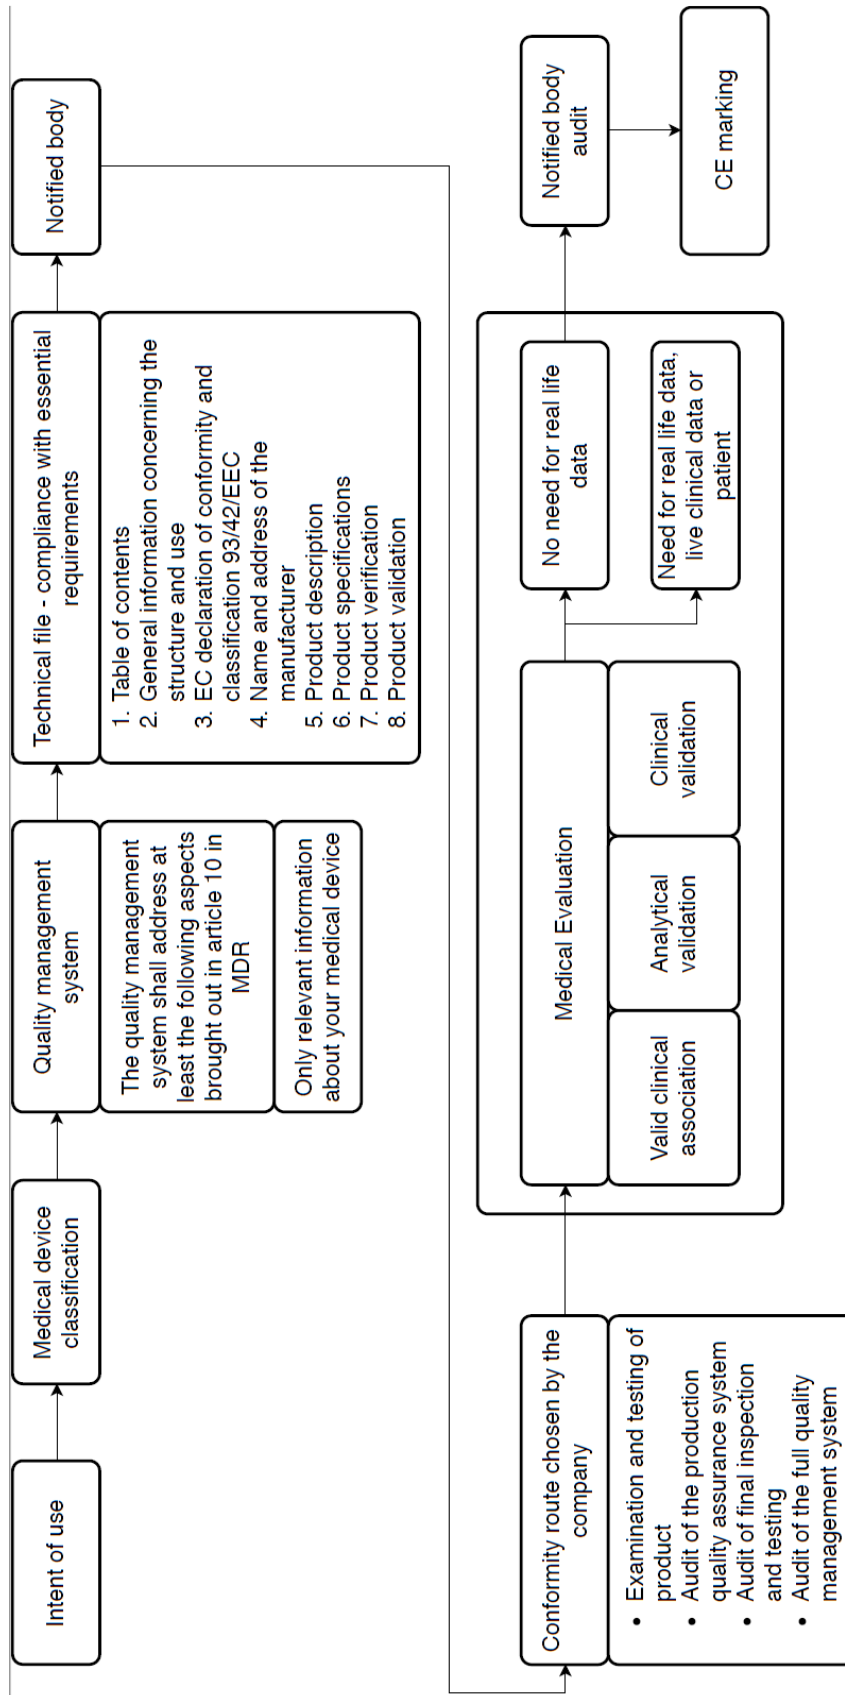 Intent of use
Medical device
classification
Quality management
system
The quality management
system shall address at
least the following aspects
brought out in article 10 in
MDR
Only relevant information
about your medical device
Technical file - compliance with essential
requirements
1. Table of contents
2. General information concerning the
structure and use
3. EC declaration of conformity and
classification 93/42/EEC
4. Name and address of the
manufacturer
5. Product description
6. Product specifications
7. Product verification
8. Product validation
Notified body
Conformity route chosen by the
company
• Examination and testing of
product
• Audit of the production
quality assurance system
• Audit of final inspection
and testing
• Audit of the full quality
management system
Medical Evaluation
Valid clinical
association
Analytical
validation
Clinical
validation
No need for real life
data
Need for real life data,
live clinical data or
patient
Notified body
audit
CE marking